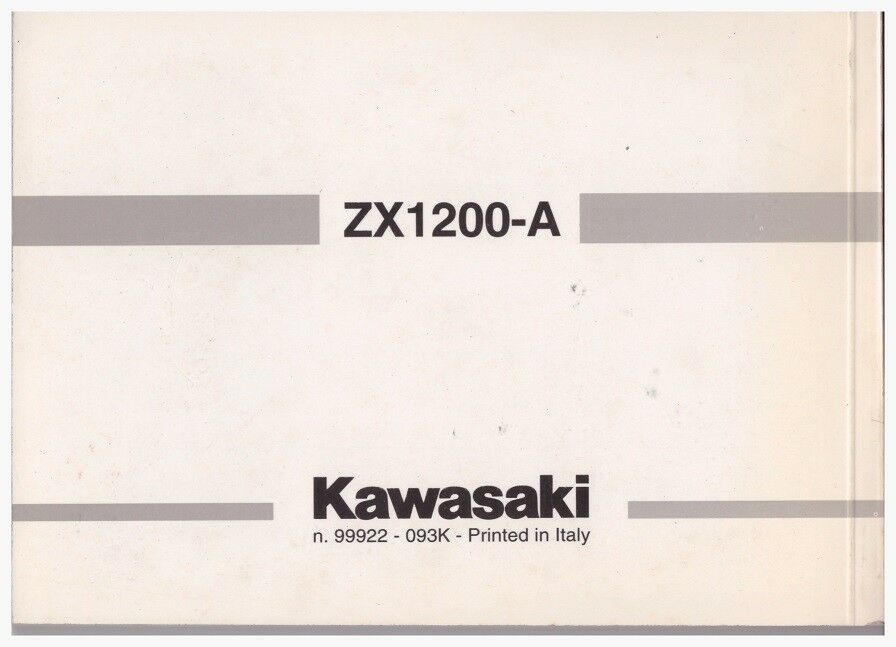 ZX1200-A
Kawasaki
n. 99922 - 093K - Printed in Italy